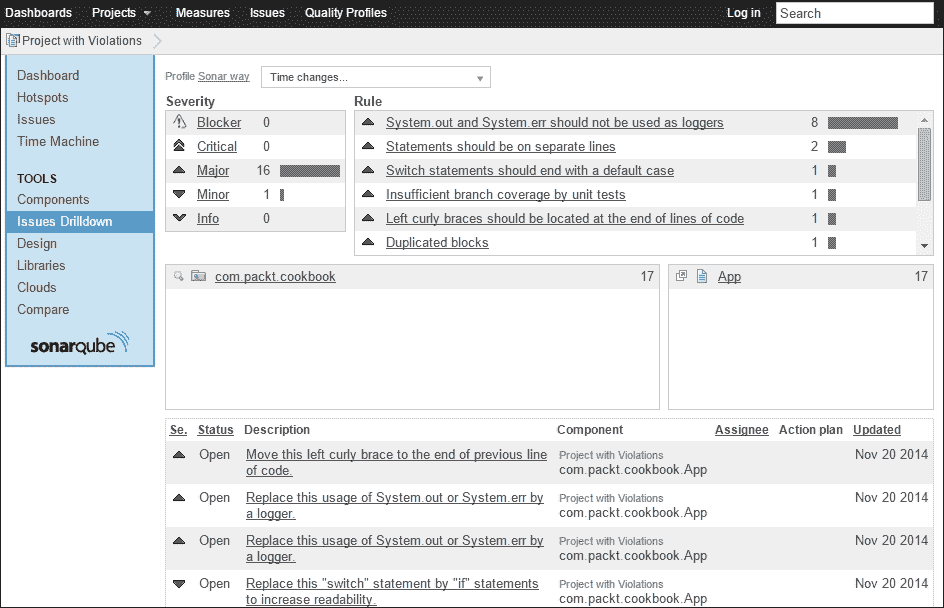 Dashboards Projects Measures Issues Quality Profiles Log in Search
Project with Violations
Dashboard
Hotspots
Issues
Time Machine
TOOLS
Components
Issues Drilldown
Design
Libraries
Clouds
Compare
sonarqube
Profile Sonar way Time changes...
Severity
Blocker 0
Critical 0
Major 16
Minor 1
Info 0
Rule
System.out and System.err should not be used as loggers 8
Statements should be on separate lines 2
Switch statements should end with a default case 1
Insufficient branch coverage by unit tests 1
Left curly braces should be located at the end of lines of code 1
Duplicated blocks 1
com.packt.cookbook 17
App 17
Se. Status Description Component Assignee Action plan Updated
Open Move this left curly brace to the end of previous line Project with Violations Nov 20 2014
of code. com.packt.cookbook.App
Open Replace this usage of System.out or System.err by Project with Violations Nov 20 2014
a logger. com.packt.cookbook.App
Open Replace this usage of System.out or System.err by Project with Violations Nov 20 2014
a logger. com.packt.cookbook.App
Open Replace this "switch" statement by "if" statements Project with Violations Nov 20 2014
to increase readability. com.packt.cookbook.App